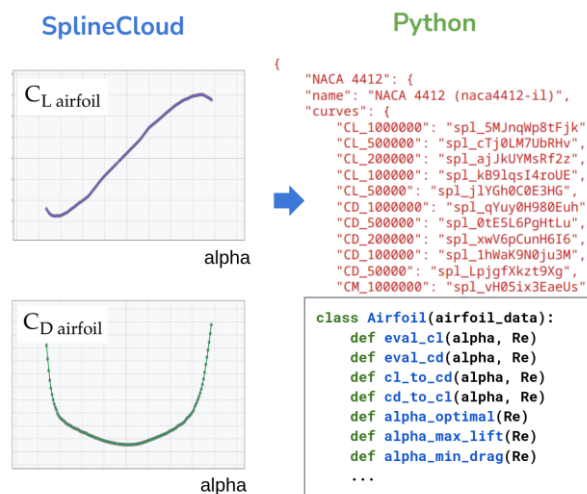 SplineCloud
Python
C_L airfoil
alpha
C_D airfoil
alpha
{
"NACA 4412": {
"name": "NACA 4412 (naca4412-il)",
"curves": {
"CL_1000000": "spl_5MJnqWp8tFjk"
"CL_500000": "spl_cTj0LM7UbRHv",
"CL_200000": "spl_ajJkUYMsRf2z",
"CL_100000": "spl_kB9lqsI4roUE",
"CL_50000": "spl_jlYGh0C0E3HG",
"CD_1000000": "spl_qYuy0H980Euh"
"CD_500000": "spl_0tE5L6PgHtLu",
"CD_200000": "spl_xwV6pCunH6I6",
"CD_100000": "spl_1hWaK9N0ju3M",
"CD_50000": "spl_LpjgfXkzt9Xg",
"CM_1000000": "spl_vH05ix3EaeUs"
class Airfoil(airfoil_data):
def eval_cl(alpha, Re)
def eval_cd(alpha, Re)
def cl_to_cd(alpha, Re)
def cd_to_cl(alpha, Re)
def alpha_optimal(Re)
def alpha_max_lift(Re)
def alpha_min_drag(Re)
...